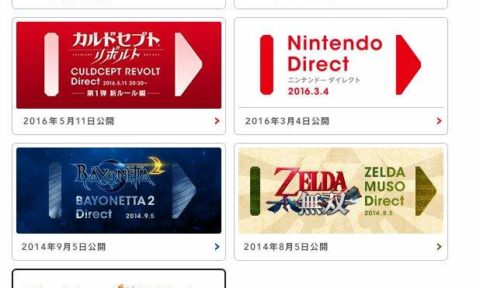 カルドセプト
リボルト
CULDCEPT REVOLT
Direct 2016.5.11 20:30~
第1弾 新ルール編
2016年5月11日公開
Nintendo
Direct
ニンテンドーダイレクト
2016.3.4
2016年3月4日公開
BAYONETTA2
BAYONETTA 2
Direct 2014.9.5
2014年9月5日公開
ZELDA
無双
ZELDA
MUSO
Direct
2014.8.5
2014年8月5日公開